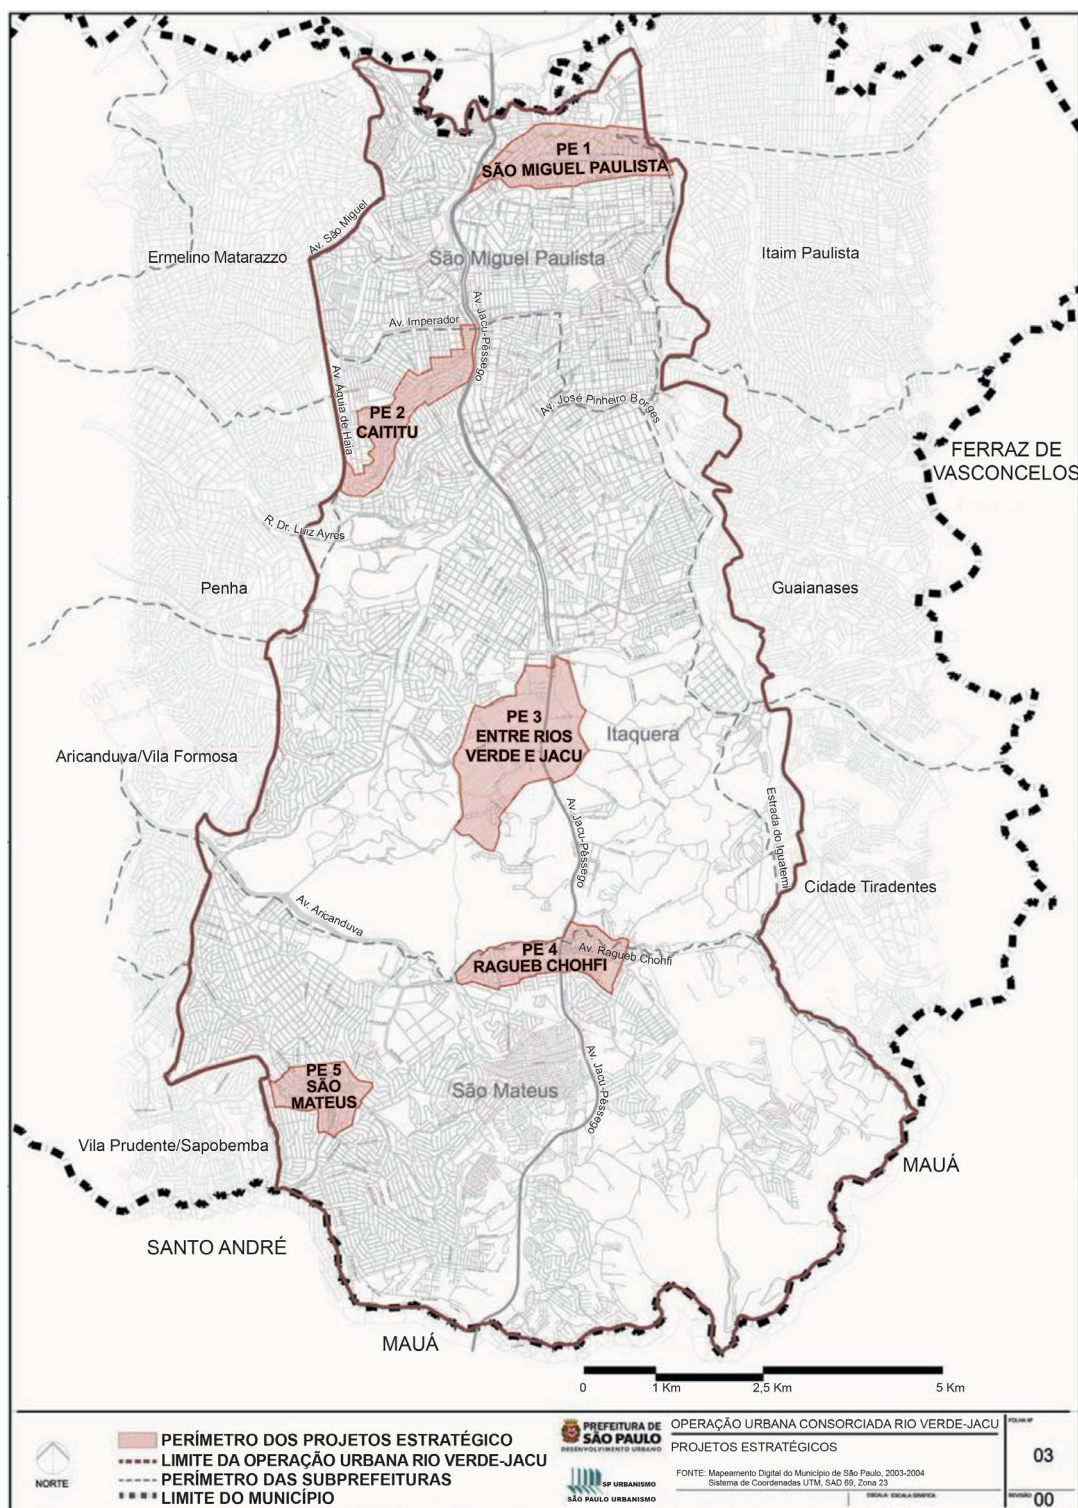 PE 1
SÃO MIGUEL PAULISTA
Av. São Miguel
Ermelino Matarazzo
São Miguel Paulista
Itaim Paulista
Av. Imperador
Av. Jacu-Pêssego
Av. Águia de Haia
PE 2
CAITITU
Av. José Pinheiro Borges
FERRAZ DE
VASCONCELOS
R. Dr. Luiz Ayres
Penha
Guaianases
PE 3
ENTRE RIOS
VERDE E JACU
Itaquera
Aricanduva/Vila Formosa
Av. Jacu-Pêssego
Estrada do Iguatemi
Cidade Tiradentes
Av. Aricanduva
PE 4
RAGUEB CHOHFI
Av. Ragueb Chohfi
PE 5
SÃO
MATEUS
São Mateus
Av. Jacu-Pêssego
Vila Prudente/Sapobemba
MAUÁ
SANTO ANDRÉ
MAUÁ
0 1 Km 2,5 Km 5 Km
NORTE
PERÍMETRO DOS PROJETOS ESTRATÉGICO
LIMITE DA OPERAÇÃO URBANA RIO VERDE-JACU
PERÍMETRO DAS SUBPREFEITURAS
LIMITE DO MUNICÍPIO
PREFEITURA DE
SÃO PAULO
DESENVOLVIMENTO URBANO
SP URBANISMO
SÃO PAULO URBANISMO
OPERAÇÃO URBANA CONSORCIADA RIO VERDE-JACU
PROJETOS ESTRATÉGICOS
FONTE: Mapeamento Digital do Município de São Paulo, 2003-2004
Sistema de Coordenadas UTM, SAD 69, Zona 23
ESCALA: ESCALA GRÁFICA
FOLHA Nº
03
REVISÃO
00